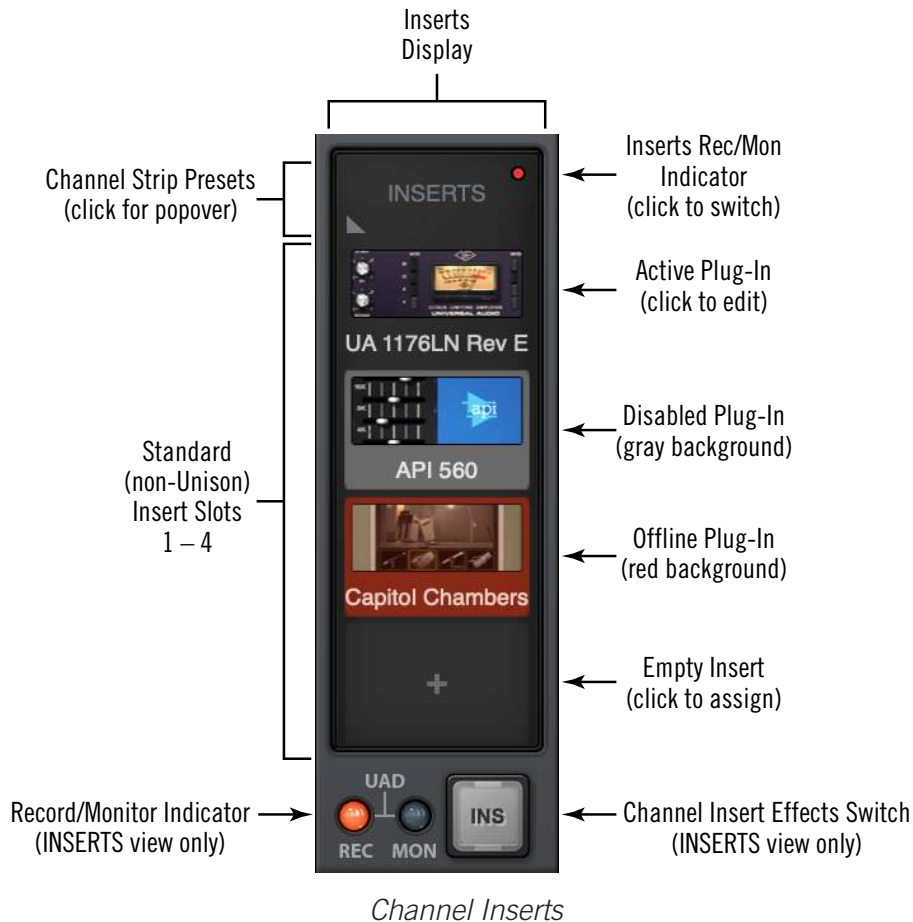 Inserts
Display
Channel Strip Presets
(click for popover)
INSERTS
Inserts Rec/Mon
Indicator
(click to switch)
UNIVERSAL AUDIO
UA 1176LN Rev E
Active Plug-In
(click to edit)
api
API 560
Disabled Plug-In
(gray background)
Standard
(non-Unison)
Insert Slots
1 – 4
Capitol Chambers
Offline Plug-In
(red background)
+
Empty Insert
(click to assign)
Record/Monitor Indicator
(INSERTS view only)
UAD
REC MON
INS
Channel Insert Effects Switch
(INSERTS view only)
Channel Inserts